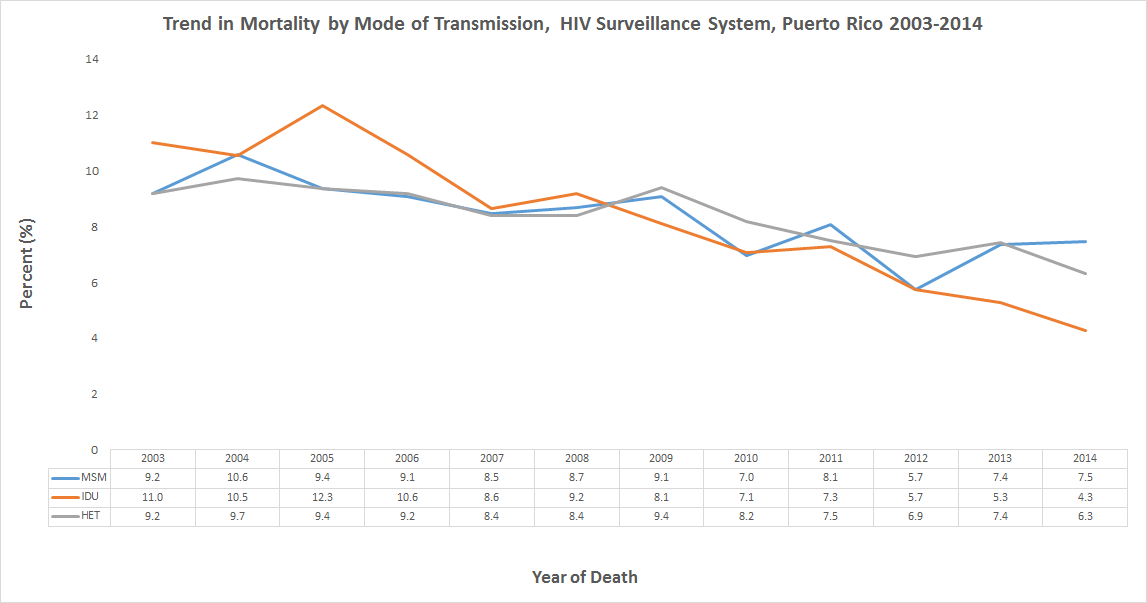 Trend in Mortality by Mode of Transmission, HIV Surveillance System, Puerto Rico 2003-2014
14
12
10
8
6
4
2
0
Percent (%)
2003 2004 2005 2006 2007 2008 2009 2010 2011 2012 2013 2014
MSM 9.2 10.6 9.4 9.1 8.5 8.7 9.1 7.0 8.1 5.7 7.4 7.5
IDU 11.0 10.5 12.3 10.6 8.6 9.2 8.1 7.1 7.3 5.7 5.3 4.3
HET 9.2 9.7 9.4 9.2 8.4 8.4 9.4 8.2 7.5 6.9 7.4 6.3
Year of Death